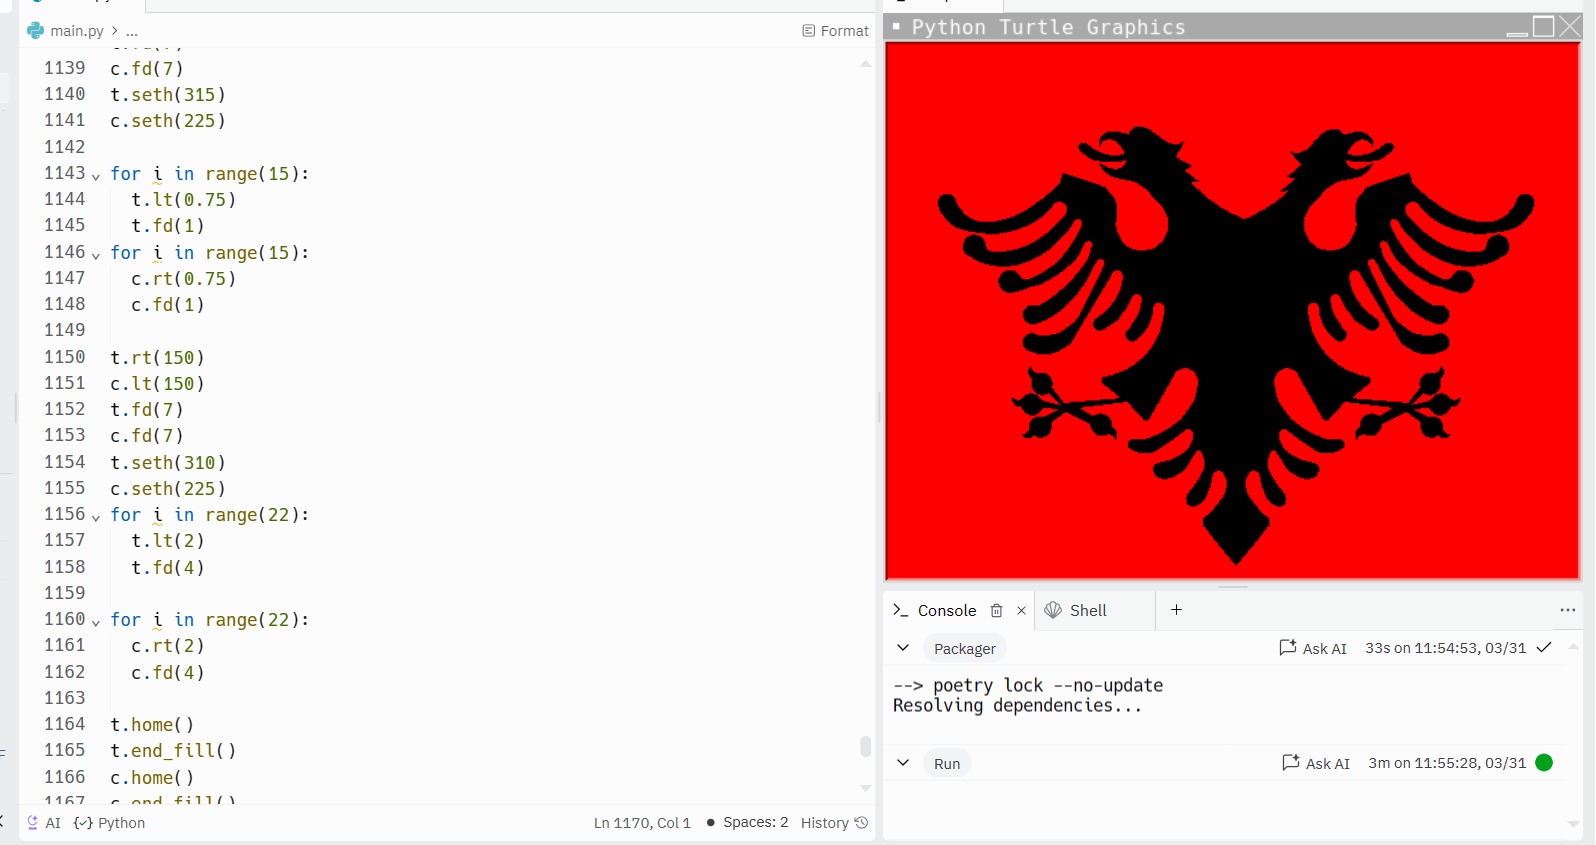 main.py > ...
Format
1139 c.fd(7)
1140 t.seth(315)
1141 c.seth(225)
1142
1143 for i in range(15):
1144 t.lt(0.75)
1145 t.fd(1)
1146 for i in range(15):
1147 c.rt(0.75)
1148 c.fd(1)
1149
1150 t.rt(150)
1151 c.lt(150)
1152 t.fd(7)
1153 c.fd(7)
1154 t.seth(310)
1155 c.seth(225)
1156 for i in range(22):
1157 t.lt(2)
1158 t.fd(4)
1159
1160 for i in range(22):
1161 c.rt(2)
1162 c.fd(4)
1163
1164 t.home()
1165 t.end_fill()
1166 c.home()
1167 c.end_fill()
AI Python
Ln 1170, Col 1 Spaces: 2 History
Python Turtle Graphics
Console Shell
Packager Ask AI 33s on 11:54:53, 03/31
--> poetry lock --no-update
Resolving dependencies...
Run Ask AI 3m on 11:55:28, 03/31